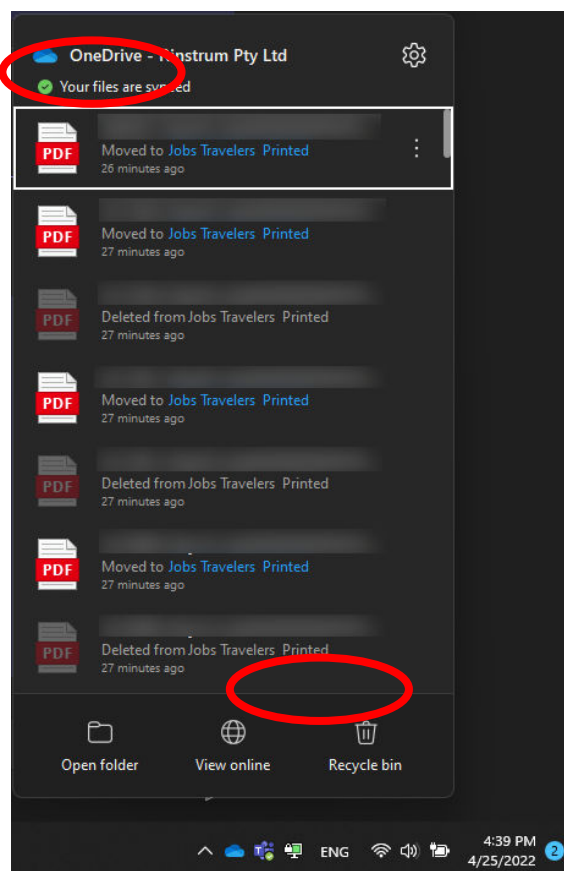 OneDrive - Rinstrum Pty Ltd
Your files are synced
PDF
Moved to Jobs Travelers Printed
26 minutes ago
PDF
Moved to Jobs Travelers Printed
27 minutes ago
PDF
Deleted from Jobs Travelers Printed
27 minutes ago
PDF
Moved to Jobs Travelers Printed
27 minutes ago
PDF
Deleted from Jobs Travelers Printed
27 minutes ago
PDF
Moved to Jobs Travelers Printed
27 minutes ago
PDF
Deleted from Jobs Travelers Printed
27 minutes ago
Open folder View online Recycle bin
ENG 4:39 PM
4/25/2022 2